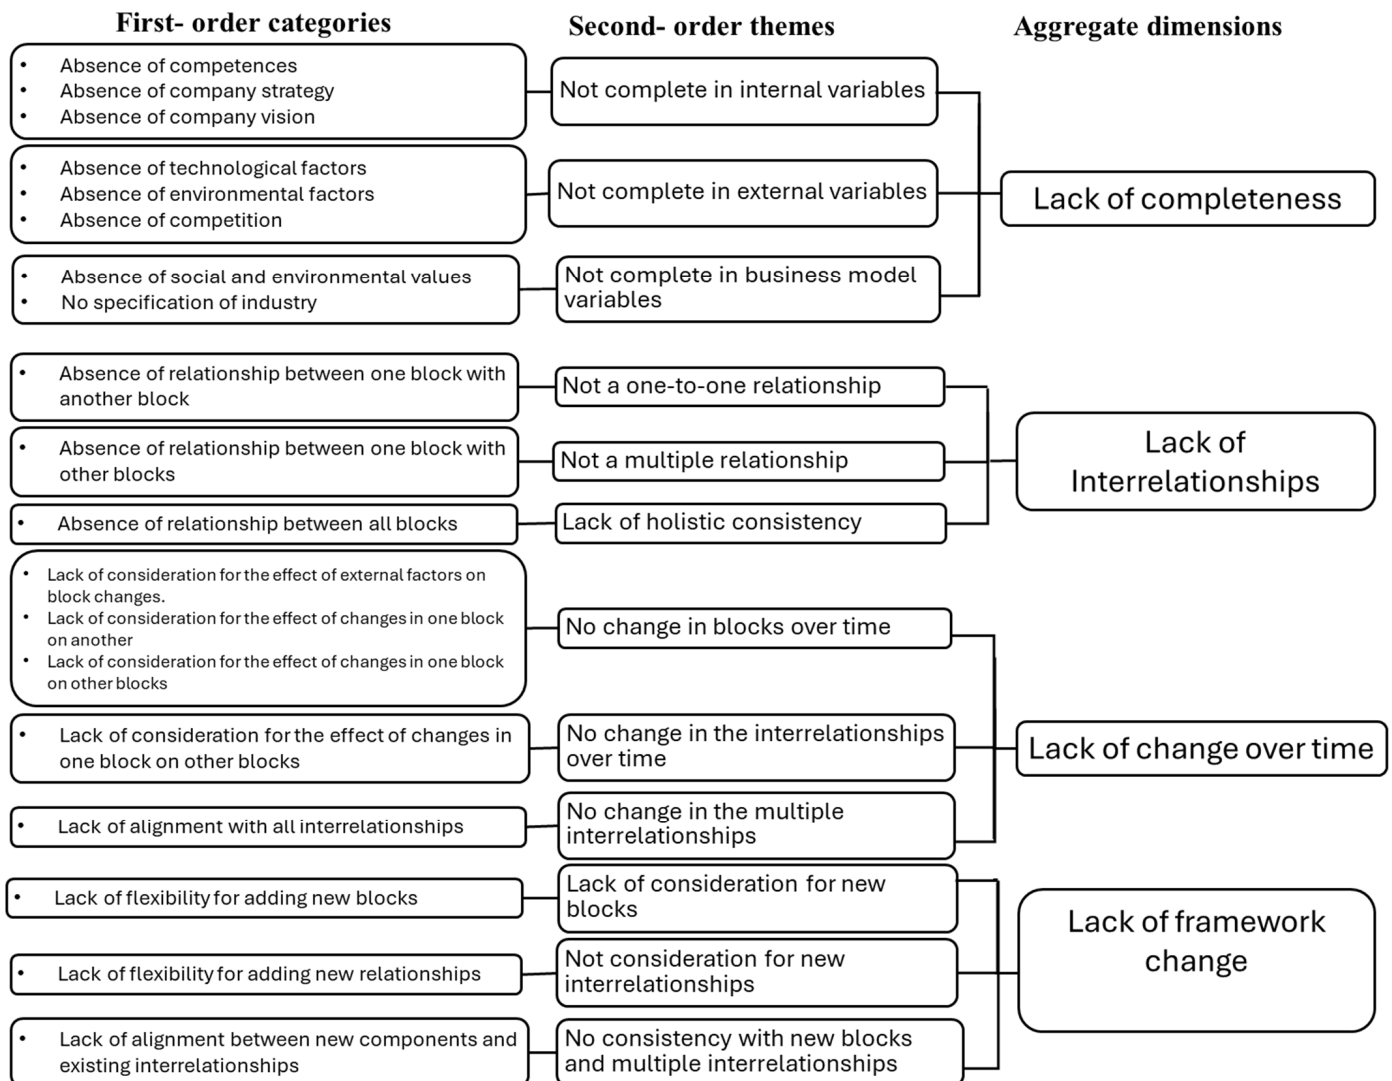 First- order categories
Second- order themes
Aggregate dimensions
• Absence of competences
• Absence of company strategy
• Absence of company vision
Not complete in internal variables
• Absence of technological factors
• Absence of environmental factors
• Absence of competition
Not complete in external variables
Lack of completeness
• Absence of social and environmental values
• No specification of industry
Not complete in business model
variables
• Absence of relationship between one block with
another block
Not a one-to-one relationship
• Absence of relationship between one block with
other blocks
Not a multiple relationship
Lack of
Interrelationships
• Absence of relationship between all blocks
Lack of holistic consistency
• Lack of consideration for the effect of external factors on
block changes.
• Lack of consideration for the effect of changes in one block
on another
• Lack of consideration for the effect of changes in one block
on other blocks
No change in blocks over time
• Lack of consideration for the effect of changes in
one block on other blocks
No change in the interrelationships
over time
Lack of change over time
• Lack of alignment with all interrelationships
No change in the multiple
interrelationships
• Lack of flexibility for adding new blocks
Lack of consideration for new
blocks
• Lack of flexibility for adding new relationships
Not consideration for new
interrelationships
Lack of framework
change
• Lack of alignment between new components and
existing interrelationships
No consistency with new blocks
and multiple interrelationships